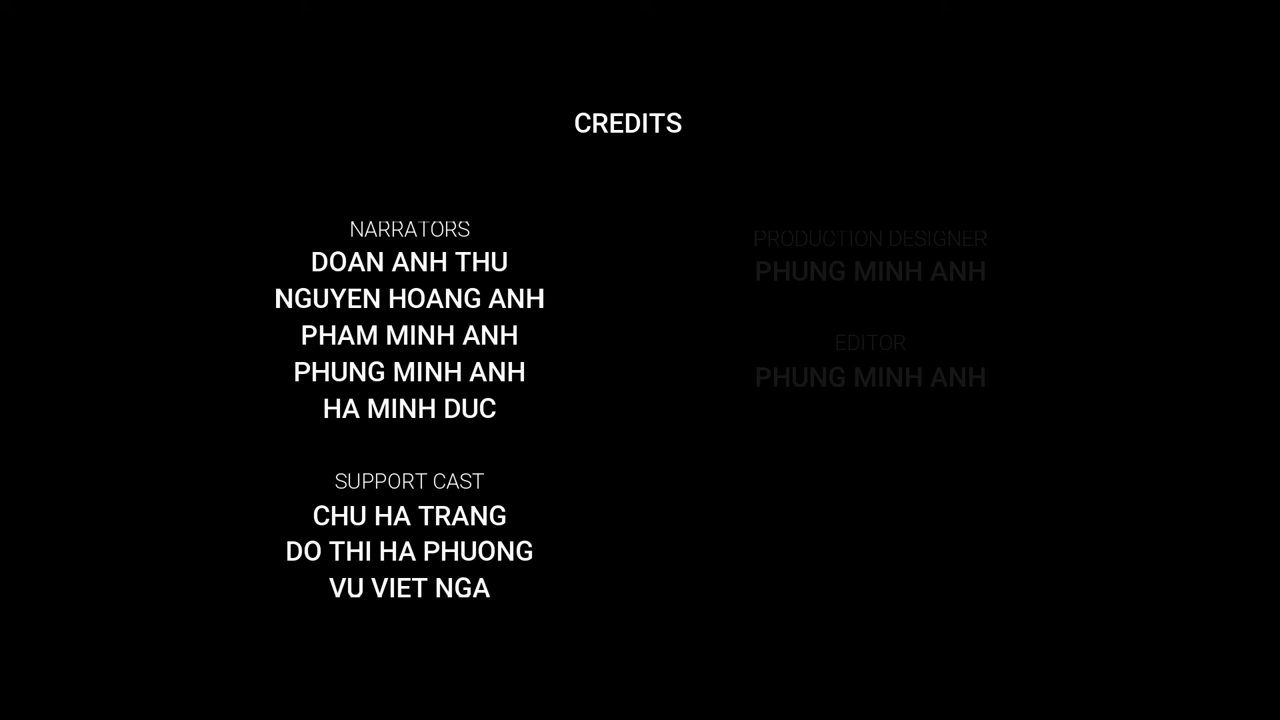 CREDITS
NARRATORS
DOAN ANH THU
NGUYEN HOANG ANH
PHAM MINH ANH
PHUNG MINH ANH
HA MINH DUC
SUPPORT CAST
CHU HA TRANG
DO THI HA PHUONG
VU VIET NGA
PRODUCTION DESIGNER
PHUNG MINH ANH
EDITOR
PHUNG MINH ANH